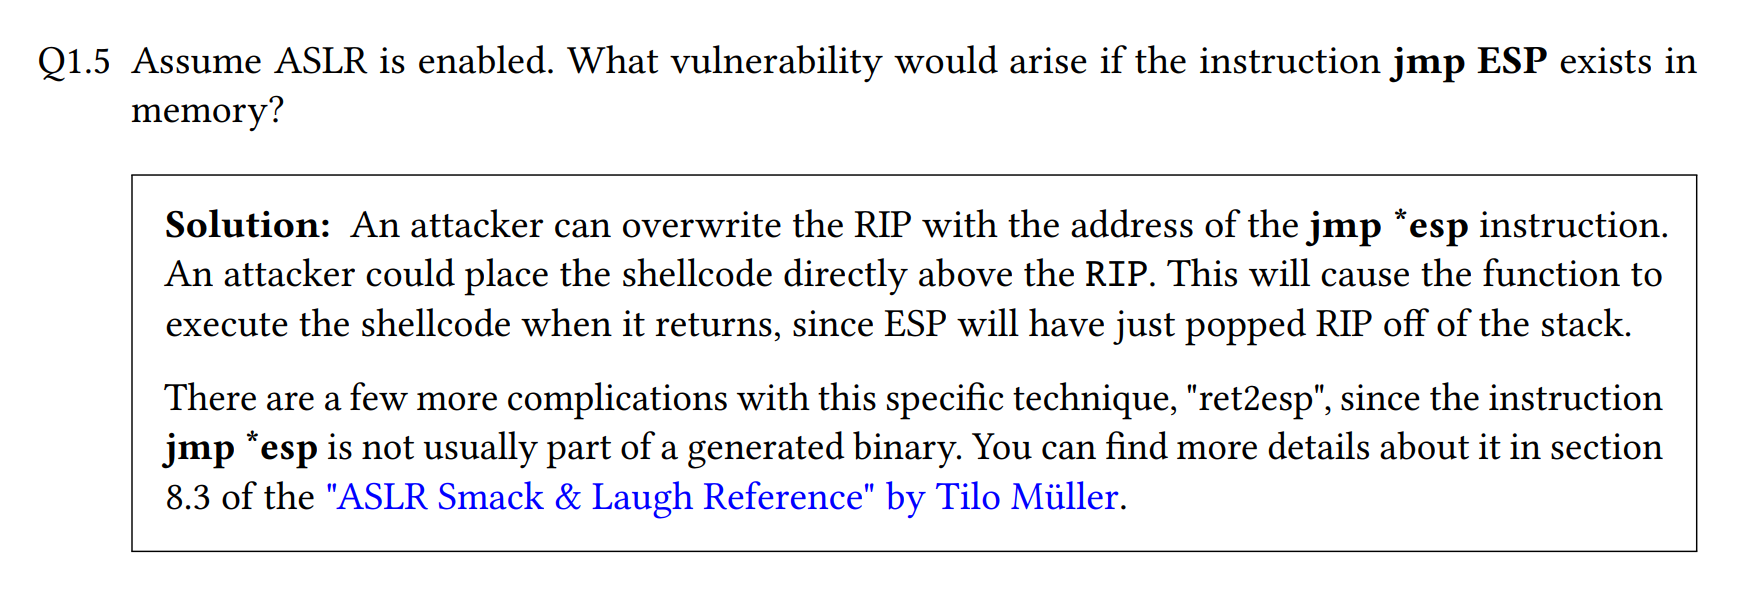 Q1.5 Assume ASLR is enabled. What vulnerability would arise if the instruction jmp ESP exists in
memory?
Solution: An attacker can overwrite the RIP with the address of the jmp *esp instruction.
An attacker could place the shellcode directly above the RIP. This will cause the function to
execute the shellcode when it returns, since ESP will have just popped RIP off of the stack.
There are a few more complications with this specific technique, "ret2esp", since the instruction
jmp *esp is not usually part of a generated binary. You can find more details about it in section
8.3 of the "ASLR Smack & Laugh Reference" by Tilo Müller.